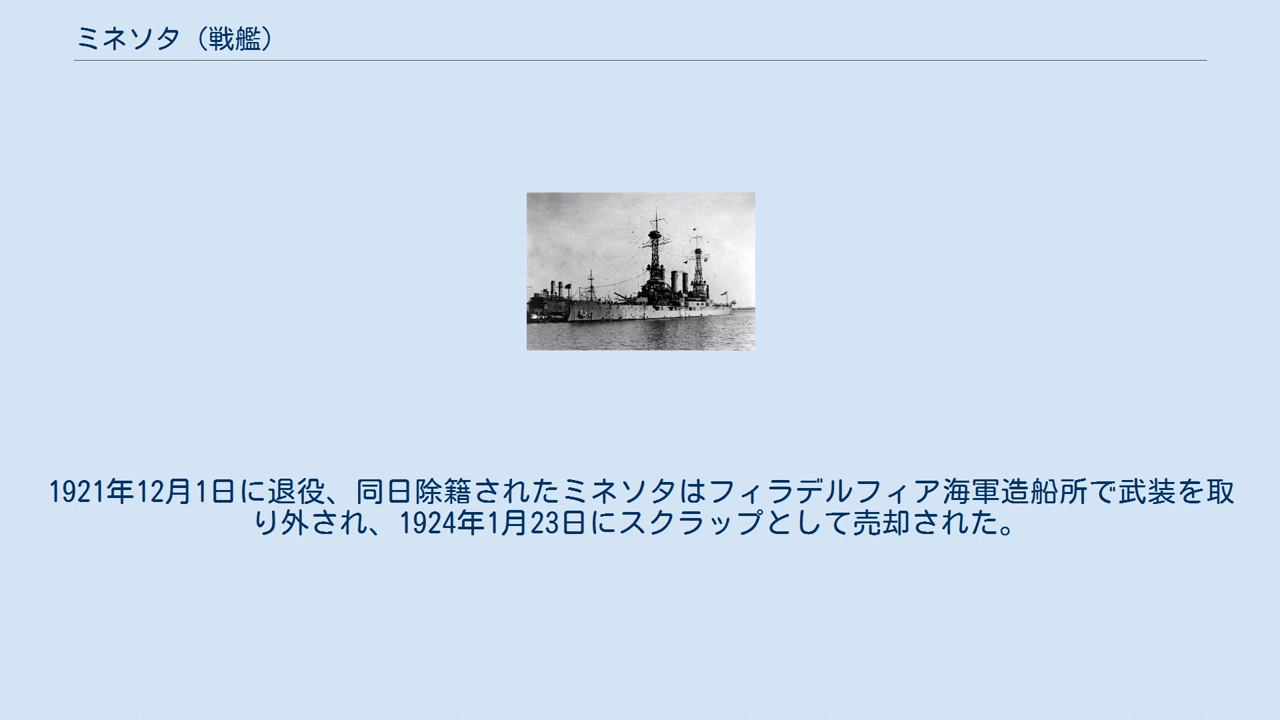 ミネソタ（戦艦）
1921年12月1日に退役、同日除籍されたミネソタはフィラデルフィア海軍造船所で武装を取
り外され、1924年1月23日にスクラップとして売却された。